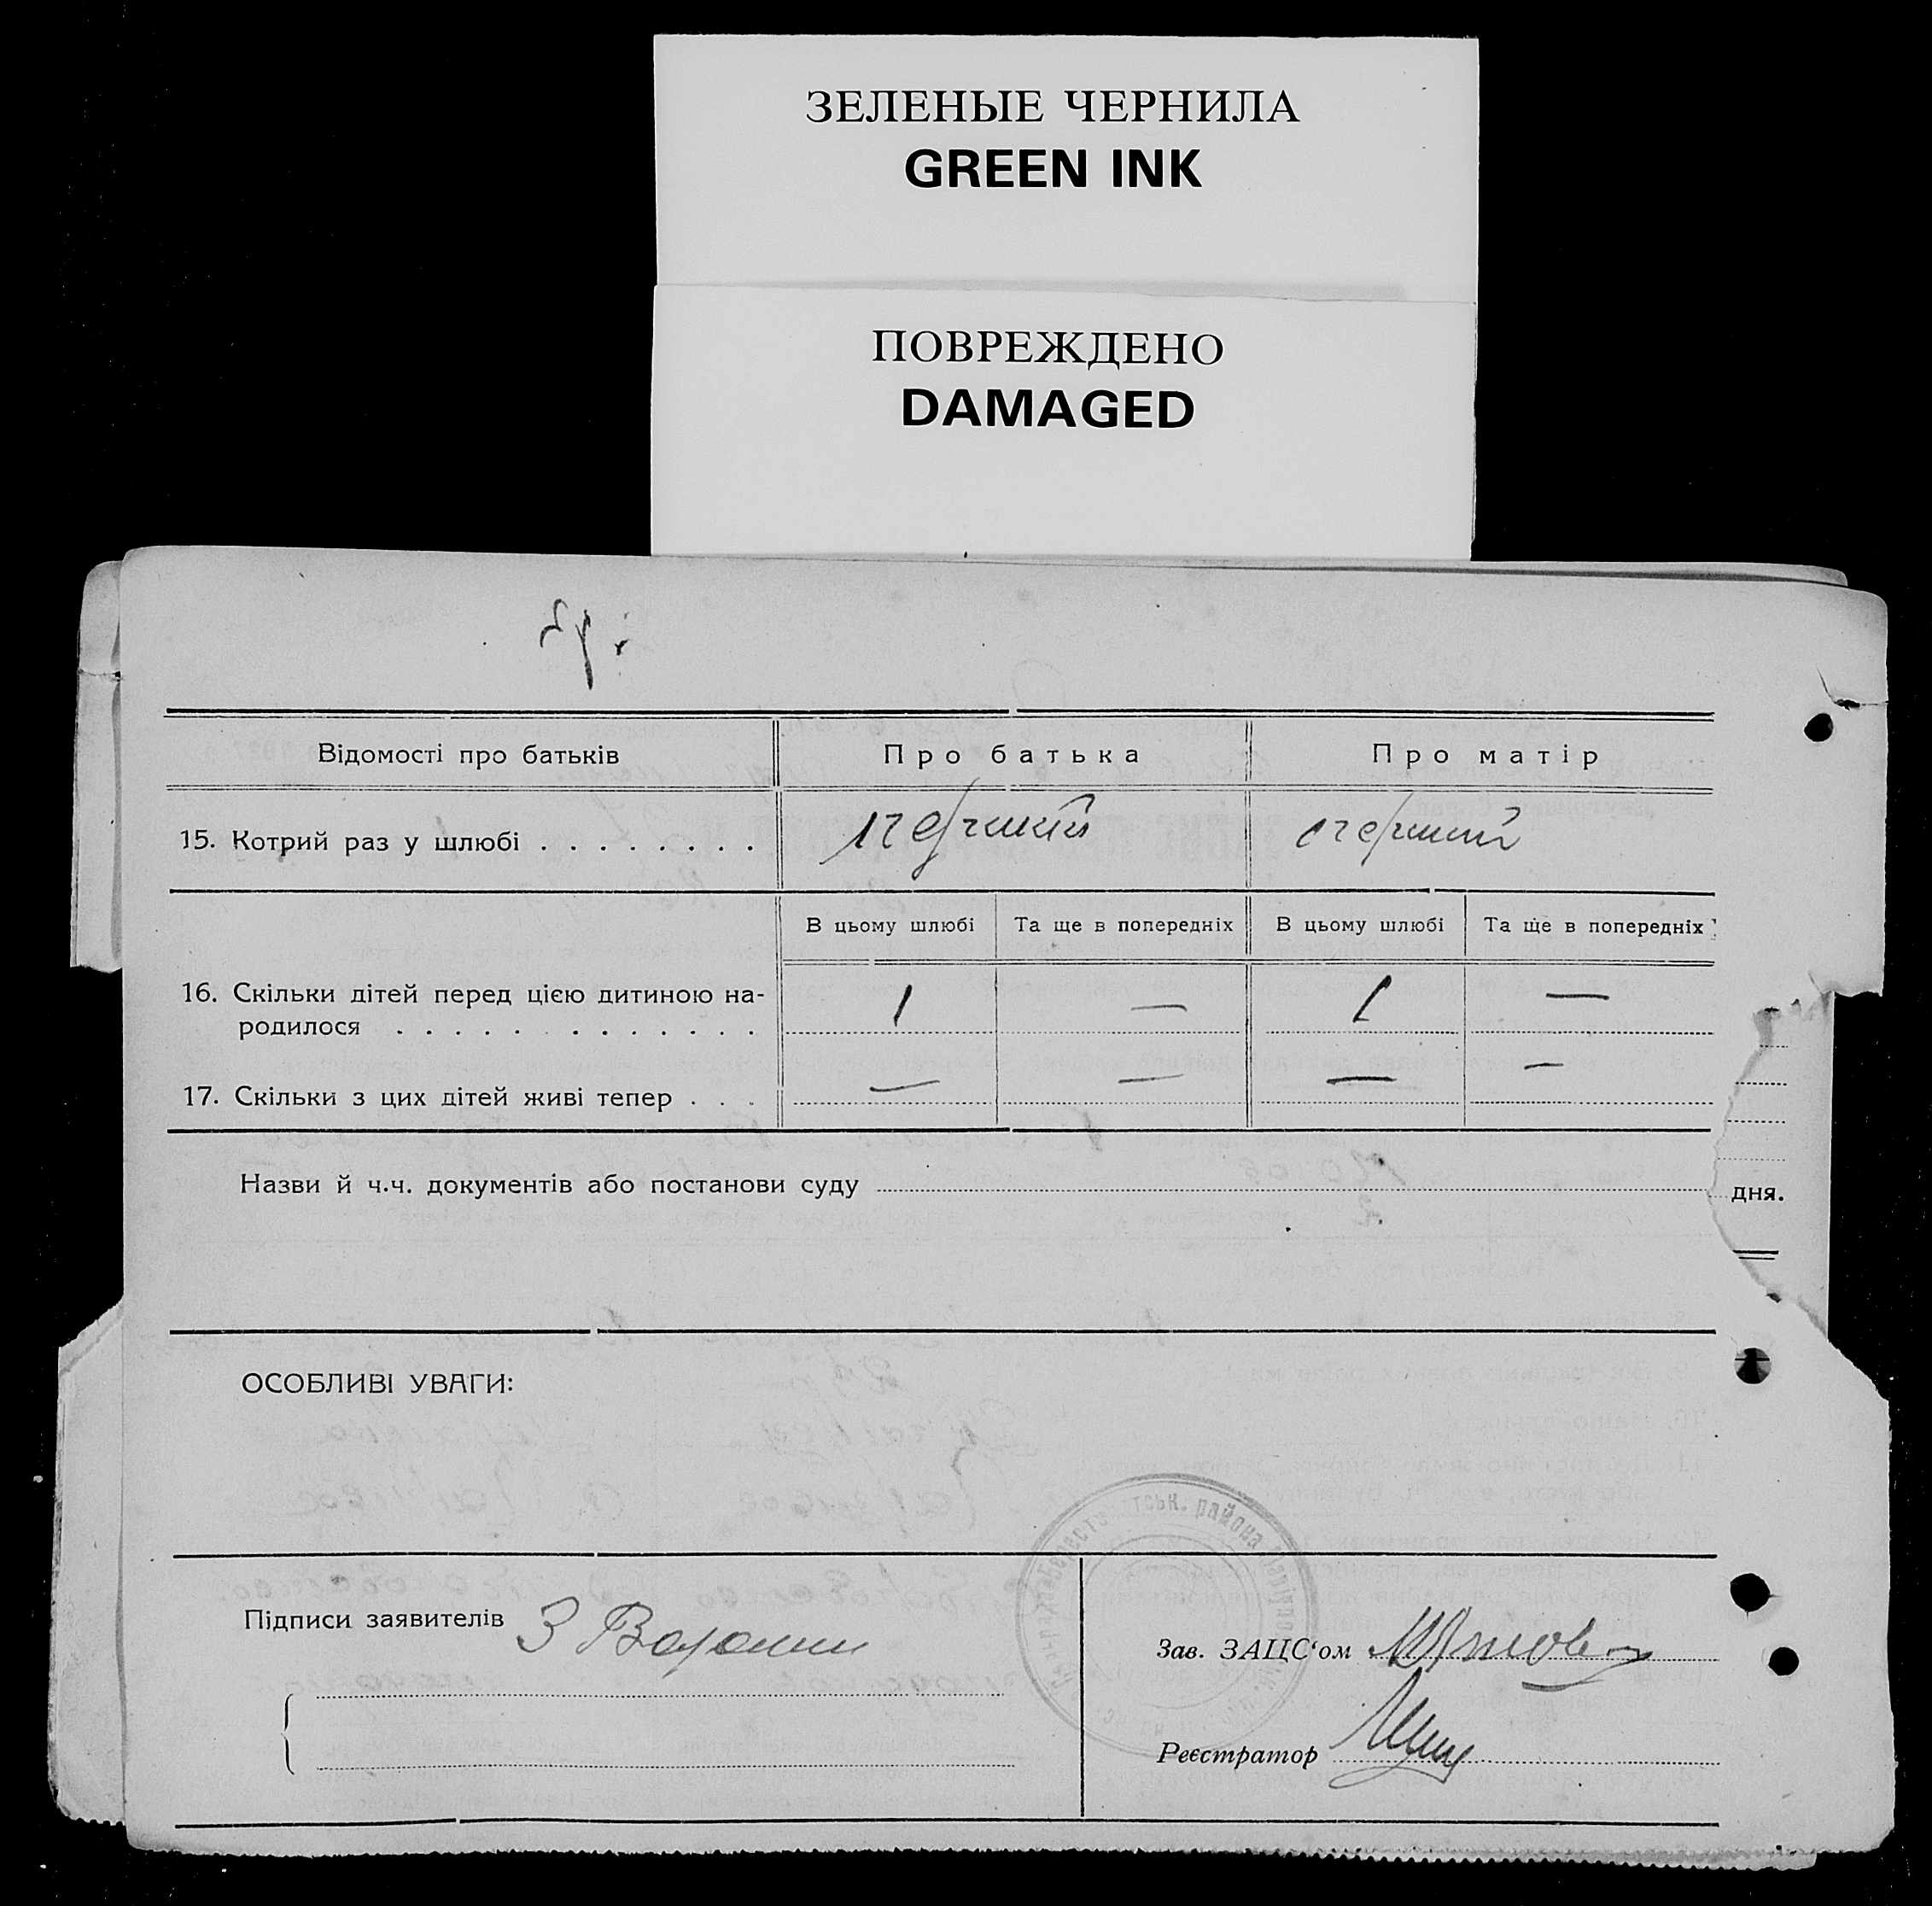 ЗЕЛЕНЫЕ ЧЕРНИЛА
GREEN INK
ПОВРЕЖДЕНО
DAMAGED
Відомості про батьків
Про батька
Про матір
15. Котрий раз у шлюбі . . . . . . . .
перший
перший
В цьому шлюбі
Та ще в попередніх
В цьому шлюбі
Та ще в попередніх
16. Скільки дітей перед цією дитиною на-
родилося . . . . . . . . . . . . .
1 — 1 —
17. Скільки з цих дітей живі тепер . . .
— — — —
Назви й ч.ч. документів або постанови суду
дня.
ОСОБЛИВІ УВАГИ:
Підписи заявителів
Зав. ЗАЦС‘ом
Реєстратор
района